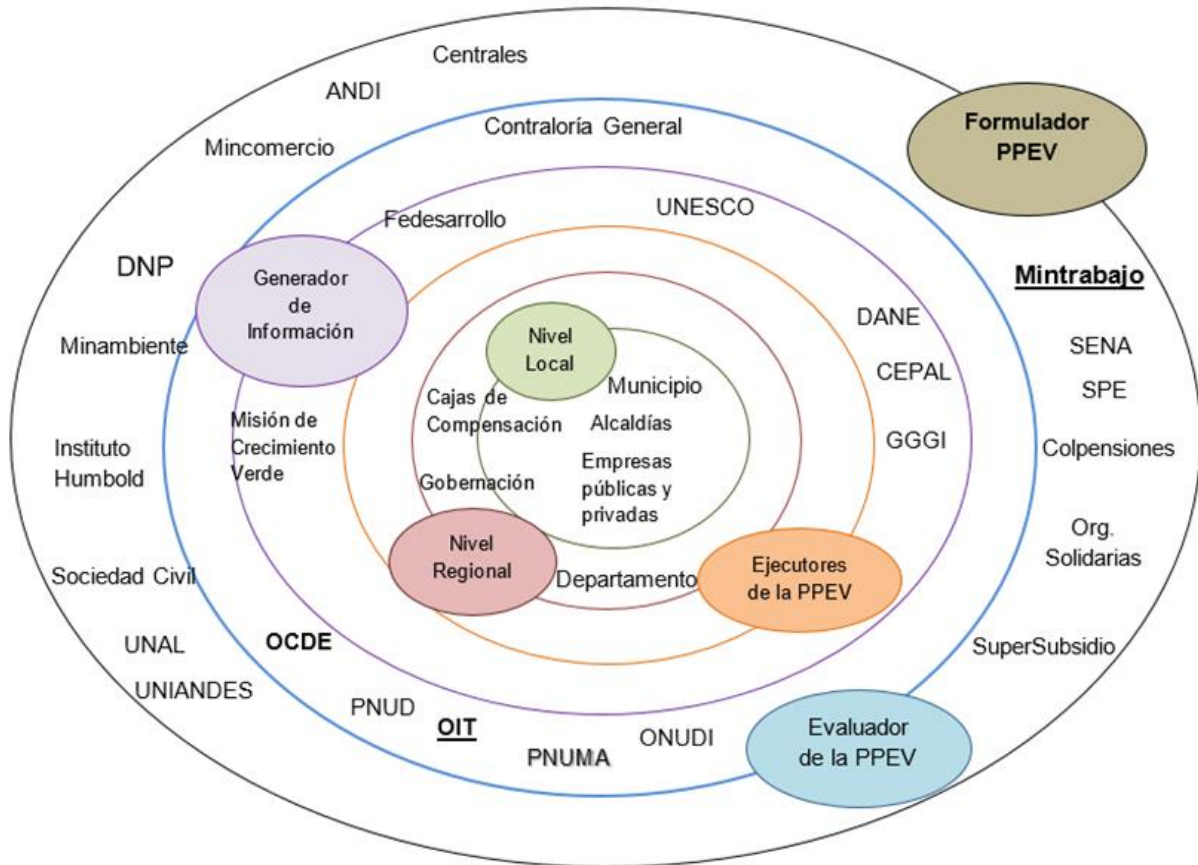 Centrales
ANDI
Mincomercio
Contraloría General
Formulador
PPEV
Fedesarrollo
UNESCO
DNP
Generador
de
Información
Mintrabajo
Minambiente
Nivel
Local
DANE
SENA
CEPAL
SPE
Cajas de
Compensación
Municipio
Misión de
Crecimiento
Verde
Alcaldías
GGGI
Instituto
Humbold
Colpensiones
Gobernación
Empresas
públicas y
privadas
Nivel
Regional
Departamento
Ejecutores
de la PPEV
Org.
Solidarias
Sociedad Civil
UNAL
OCDE
SuperSubsidio
UNIANDES
PNUD
OIT
PNUMA
ONUDI
Evaluador
de la PPEV